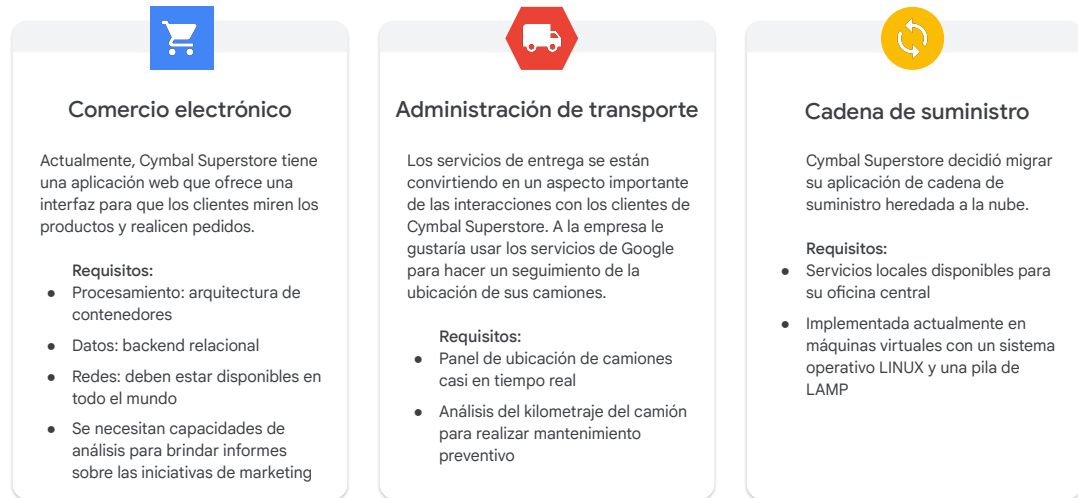 Comercio electrónico
Actualmente, Cymbal Superstore tiene
una aplicación web que ofrece una
interfaz para que los clientes miren los
productos y realicen pedidos.
Requisitos:
● Procesamiento: arquitectura de
contenedores
● Datos: backend relacional
● Redes: deben estar disponibles en
todo el mundo
● Se necesitan capacidades de
análisis para brindar informes
sobre las iniciativas de marketing
Administración de transporte
Los servicios de entrega se están
convirtiendo en un aspecto importante
de las interacciones con los clientes de
Cymbal Superstore. A la empresa le
gustaría usar los servicios de Google
para hacer un seguimiento de la
ubicación de sus camiones.
Requisitos:
● Panel de ubicación de camiones
casi en tiempo real
● Análisis del kilometraje del camión
para realizar mantenimiento
preventivo
Cadena de suministro
Cymbal Superstore decidió migrar
su aplicación de cadena de
suministro heredada a la nube.
Requisitos:
● Servicios locales disponibles para
su oficina central
● Implementada actualmente en
máquinas virtuales con un sistema
operativo LINUX y una pila de
LAMP